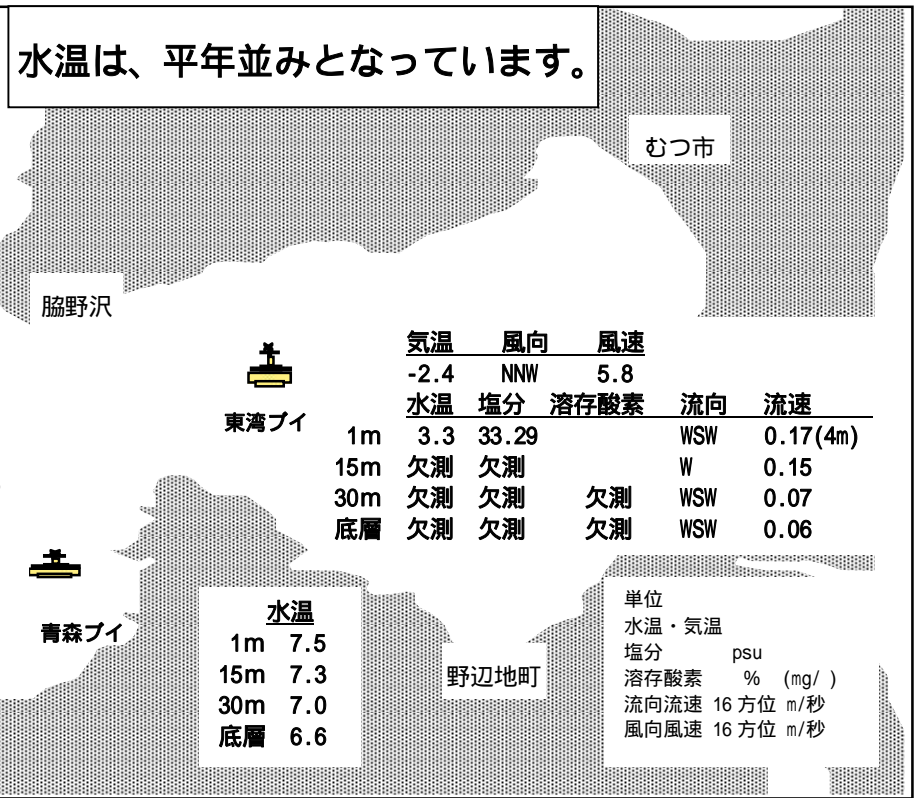 水温は、平年並みとなっています。
むつ市
脇野沢
気温 風向 風速
-2.4 NNW 5.8
水温 塩分 溶存酸素 流向 流速
1m 3.3 33.29 WSW 0.17(4m)
15m 欠測 欠測 W 0.15
30m 欠測 欠測 欠測 WSW 0.07
底層 欠測 欠測 欠測 WSW 0.06
東湾ブイ
青森ブイ
水温
1m 7.5
15m 7.3
30m 7.0
底層 6.6
野辺地町
単位
水温・気温
塩分 psu
溶存酸素 % (mg/ )
流向流速 16方位 m/秒
風向風速 16方位 m/秒